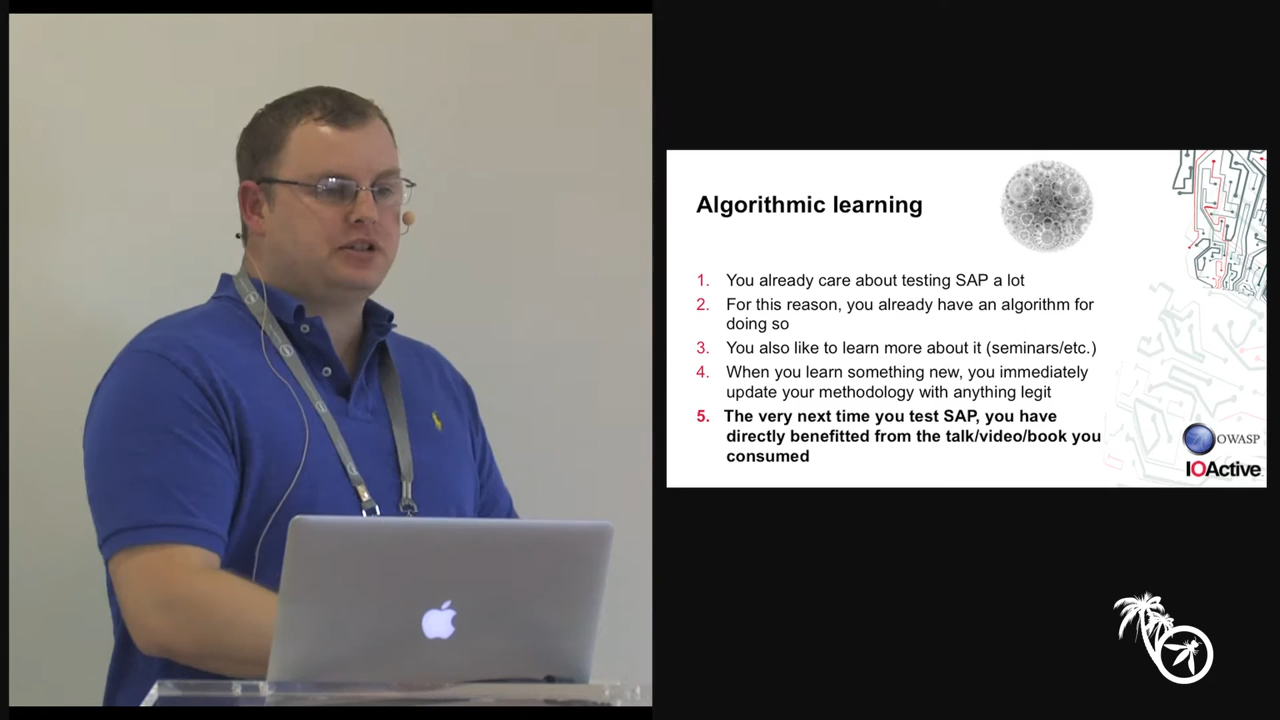 Algorithmic learning
1. You already care about testing SAP a lot
2. For this reason, you already have an algorithm for
doing so
3. You also like to learn more about it (seminars/etc.)
4. When you learn something new, you immediately
update your methodology with anything legit
5. The very next time you test SAP, you have
directly benefitted from the talk/video/book you
consumed
OWASP
IOActive